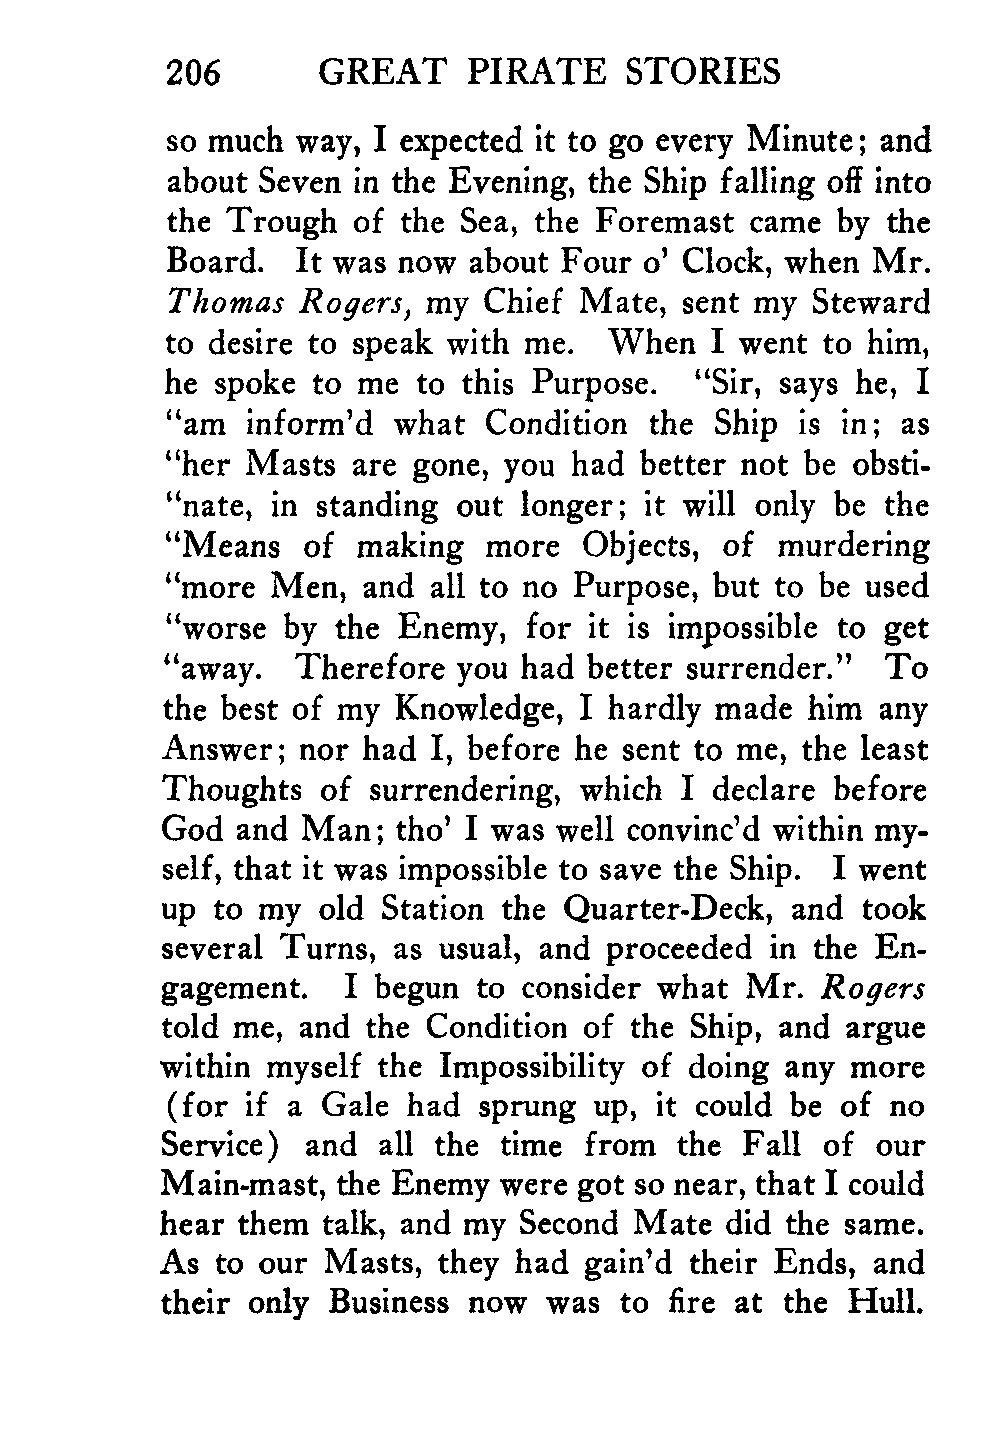 206 GREAT PIRATE STORIES
so much way, I expected it to go every Minute; and
about Seven in the Evening, the Ship falling off into
the Trough of the Sea, the Foremast came by the
Board. It was now about Four o' Clock, when Mr.
Thomas Rogers, my Chief Mate, sent my Steward
to desire to speak with me. When I went to him,
he spoke to me to this Purpose. "Sir, says he, I
"am inform'd what Condition the Ship is in; as
"her Masts are gone, you had better not be obsti-
"nate, in standing out longer; it will only be the
"Means of making more Objects, of murdering
"more Men, and all to no Purpose, but to be used
"worse by the Enemy, for it is impossible to get
"away. Therefore you had better surrender." To
the best of my Knowledge, I hardly made him any
Answer; nor had I, before he sent to me, the least
Thoughts of surrendering, which I declare before
God and Man; tho' I was well convinc'd within my-
self, that it was impossible to save the Ship. I went
up to my old Station the Quarter-Deck, and took
several Turns, as usual, and proceeded in the En-
gagement. I begun to consider what Mr. Rogers
told me, and the Condition of the Ship, and argue
within myself the Impossibility of doing any more
(for if a Gale had sprung up, it could be of no
Service) and all the time from the Fall of our
Main-mast, the Enemy were got so near, that I could
hear them talk, and my Second Mate did the same.
As to our Masts, they had gain'd their Ends, and
their only Business now was to fire at the Hull.